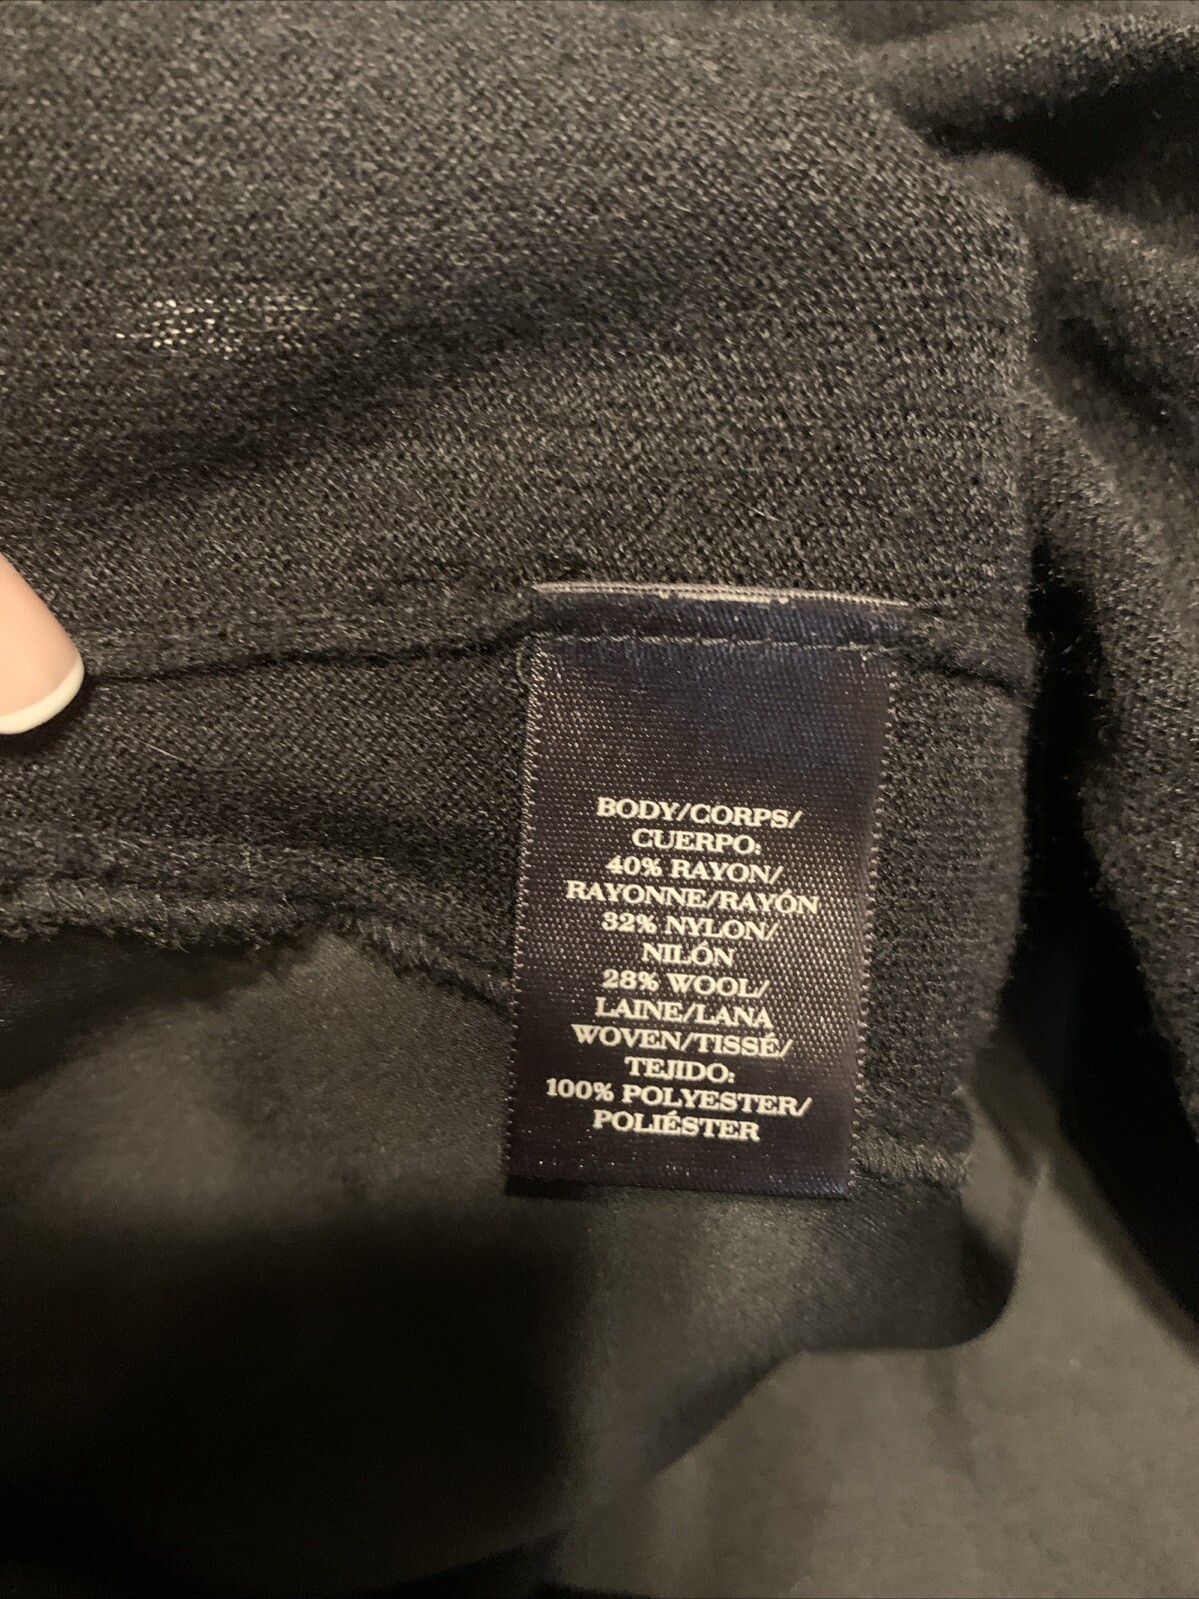 BODY/CORPS/
CUERPO:
40% RAYON/
RAYONNE/RAYÓN
32% NYLON/
NILÓN
28% WOOL/
LAINE/LANA
WOVEN/TISSÉ/
TEJIDO:
100% POLYESTER/
POLIÉSTER